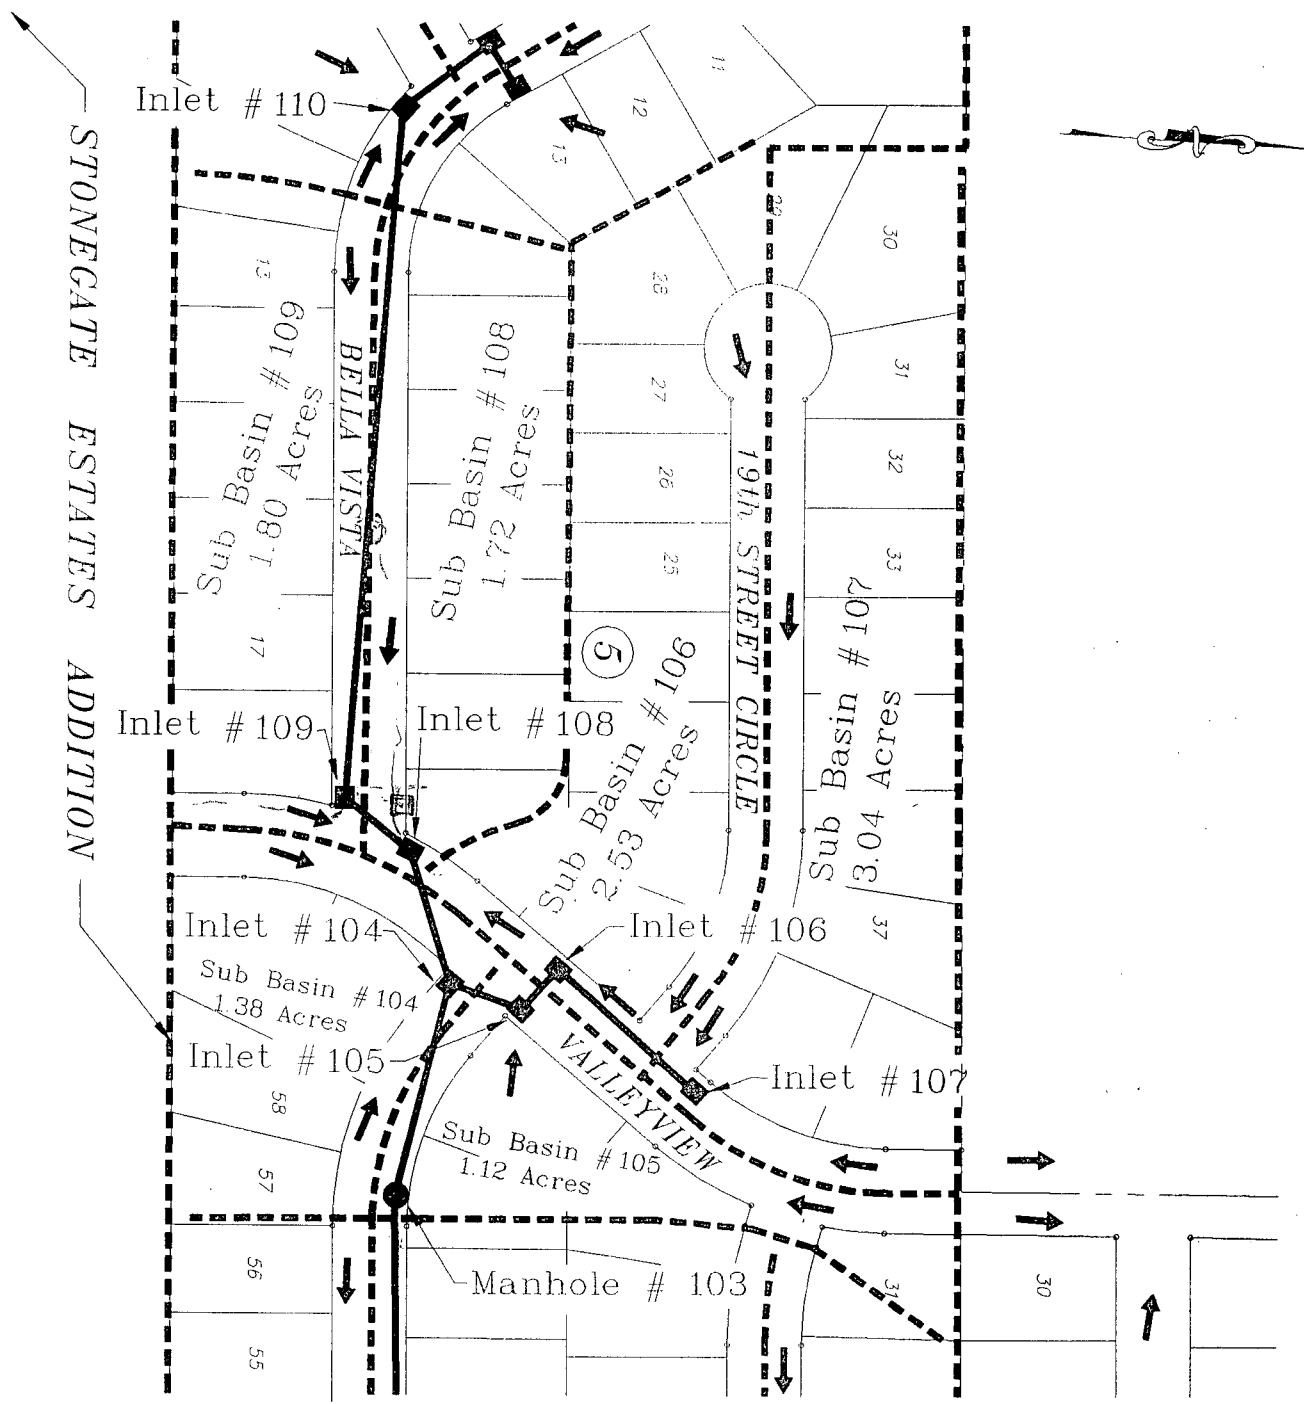 Inlet # 110
STONEGATE ESTATES ADDITION
11
12
13
29
30
13
28
31
Sub Basin # 109
1.80 Acres
BELLA VISTA
Sub Basin # 108
1.72 Acres
27
32
26
19th STREET CIRCLE
33
25
17
5
Sub Basin # 106
2.53 Acres
Sub Basin # 107
3.04 Acres
Inlet # 109
Inlet # 108
Inlet # 104
Inlet # 106
37
Sub Basin # 104
1.38 Acres
Inlet # 105
VALLEYVIEW
Inlet # 107
58
Sub Basin # 105
1.12 Acres
57
56
Manhole # 103
31
30
55